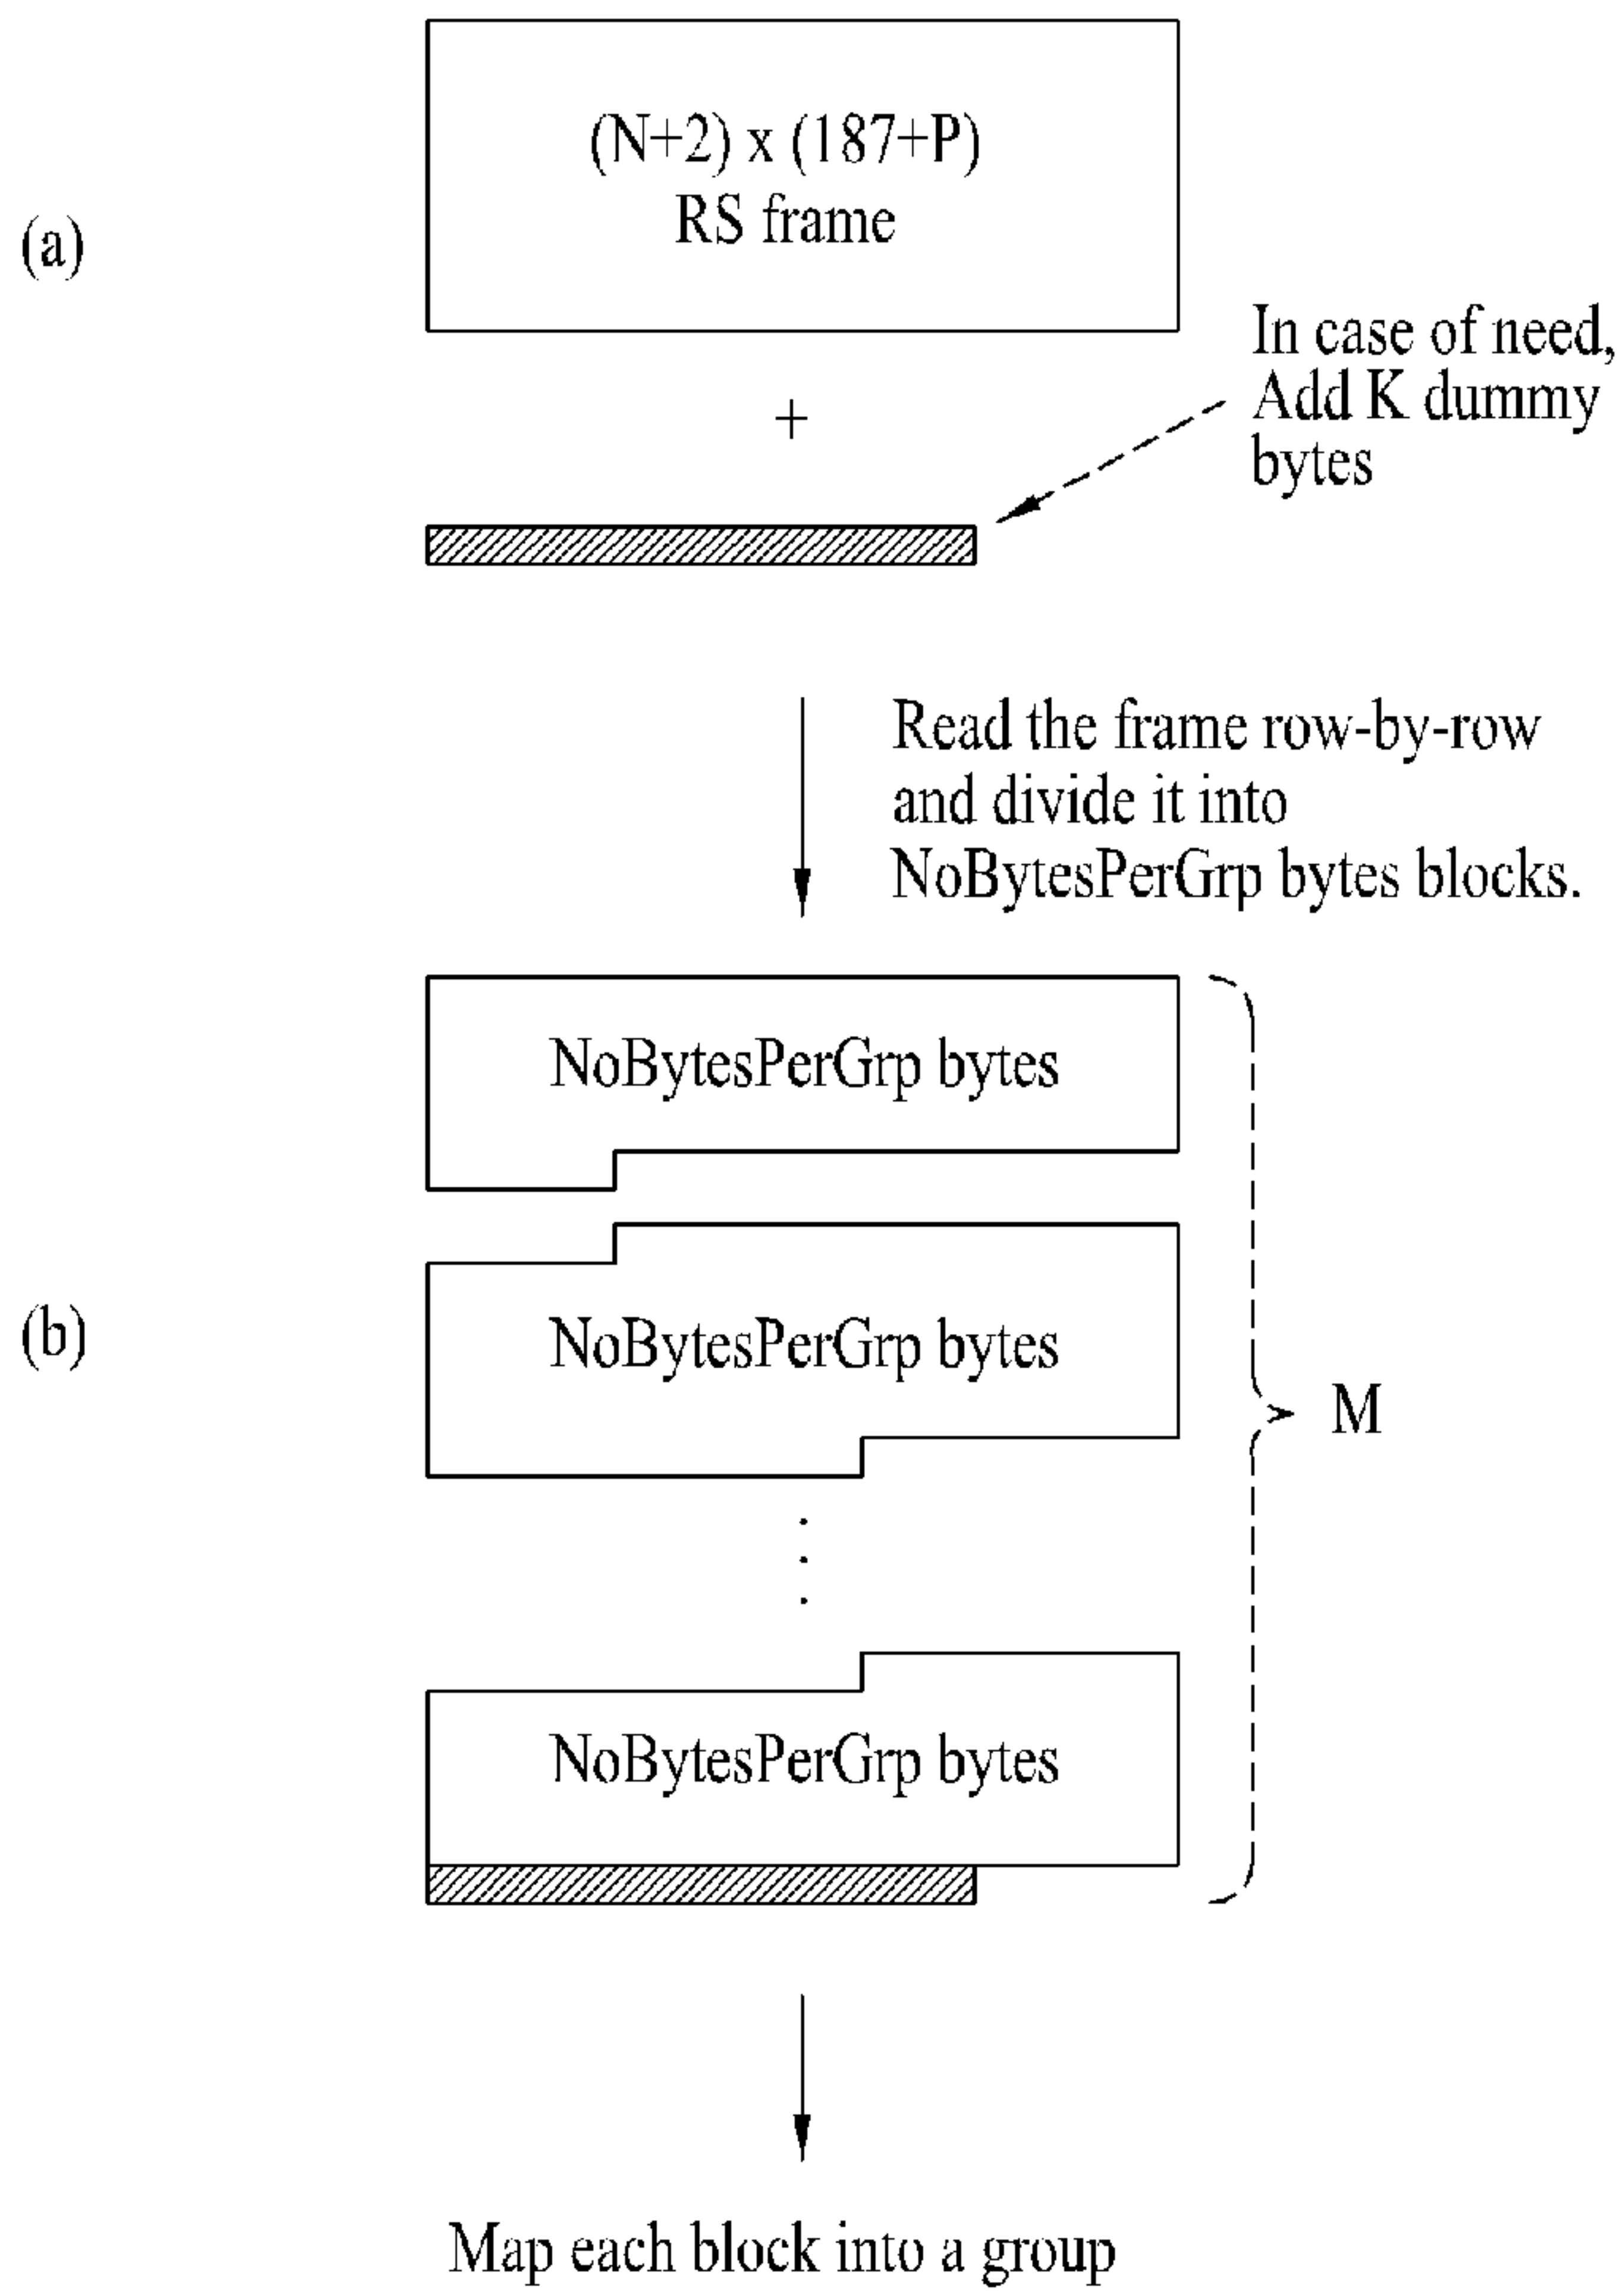 (a)
(N+2) x (187+P)
RS frame
+
In case of need,
Add K dummy
bytes
Read the frame row-by-row
and divide it into
NoBytesPerGrp bytes blocks.
(b)
NoBytesPerGrp bytes
NoBytesPerGrp bytes
NoBytesPerGrp bytes
M
Map each block into a group